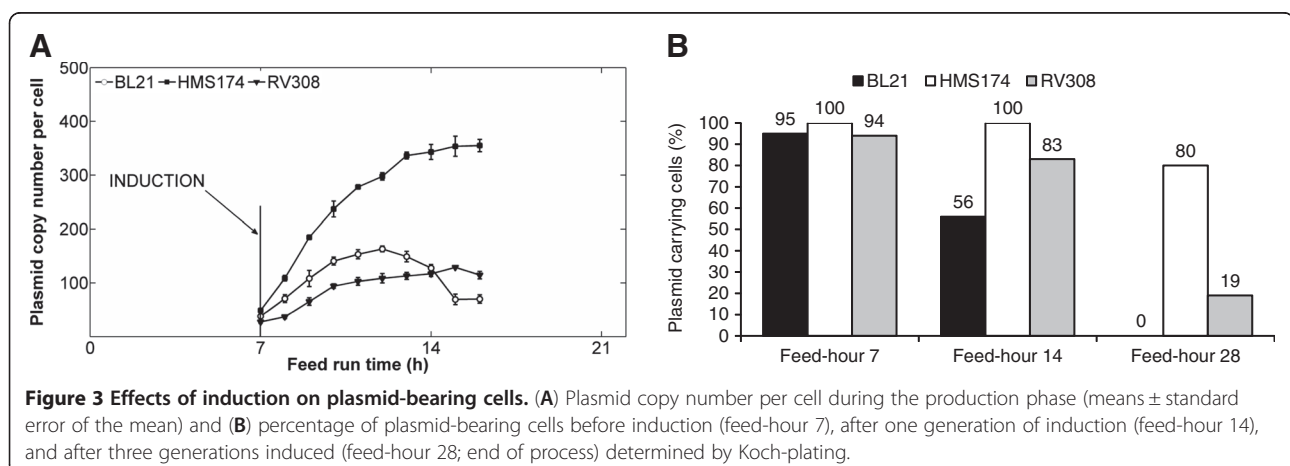 A
500
BL21 HMS174 RV308
400
300
200
100
Plasmid copy number per cell
INDUCTION
0 7 14 21
Feed run time (h)
B
BL21 HMS174 RV308
100
90
80
70
60
50
40
30
20
10
0
Plasmid carrying cells (%)
95 100 94
56 100 83
0 80 19
Feed-hour 7 Feed-hour 14 Feed-hour 28
Figure 3 Effects of induction on plasmid-bearing cells. (A) Plasmid copy number per cell during the production phase (means ± standard
error of the mean) and (B) percentage of plasmid-bearing cells before induction (feed-hour 7), after one generation of induction (feed-hour 14),
and after three generations induced (feed-hour 28; end of process) determined by Koch-plating.